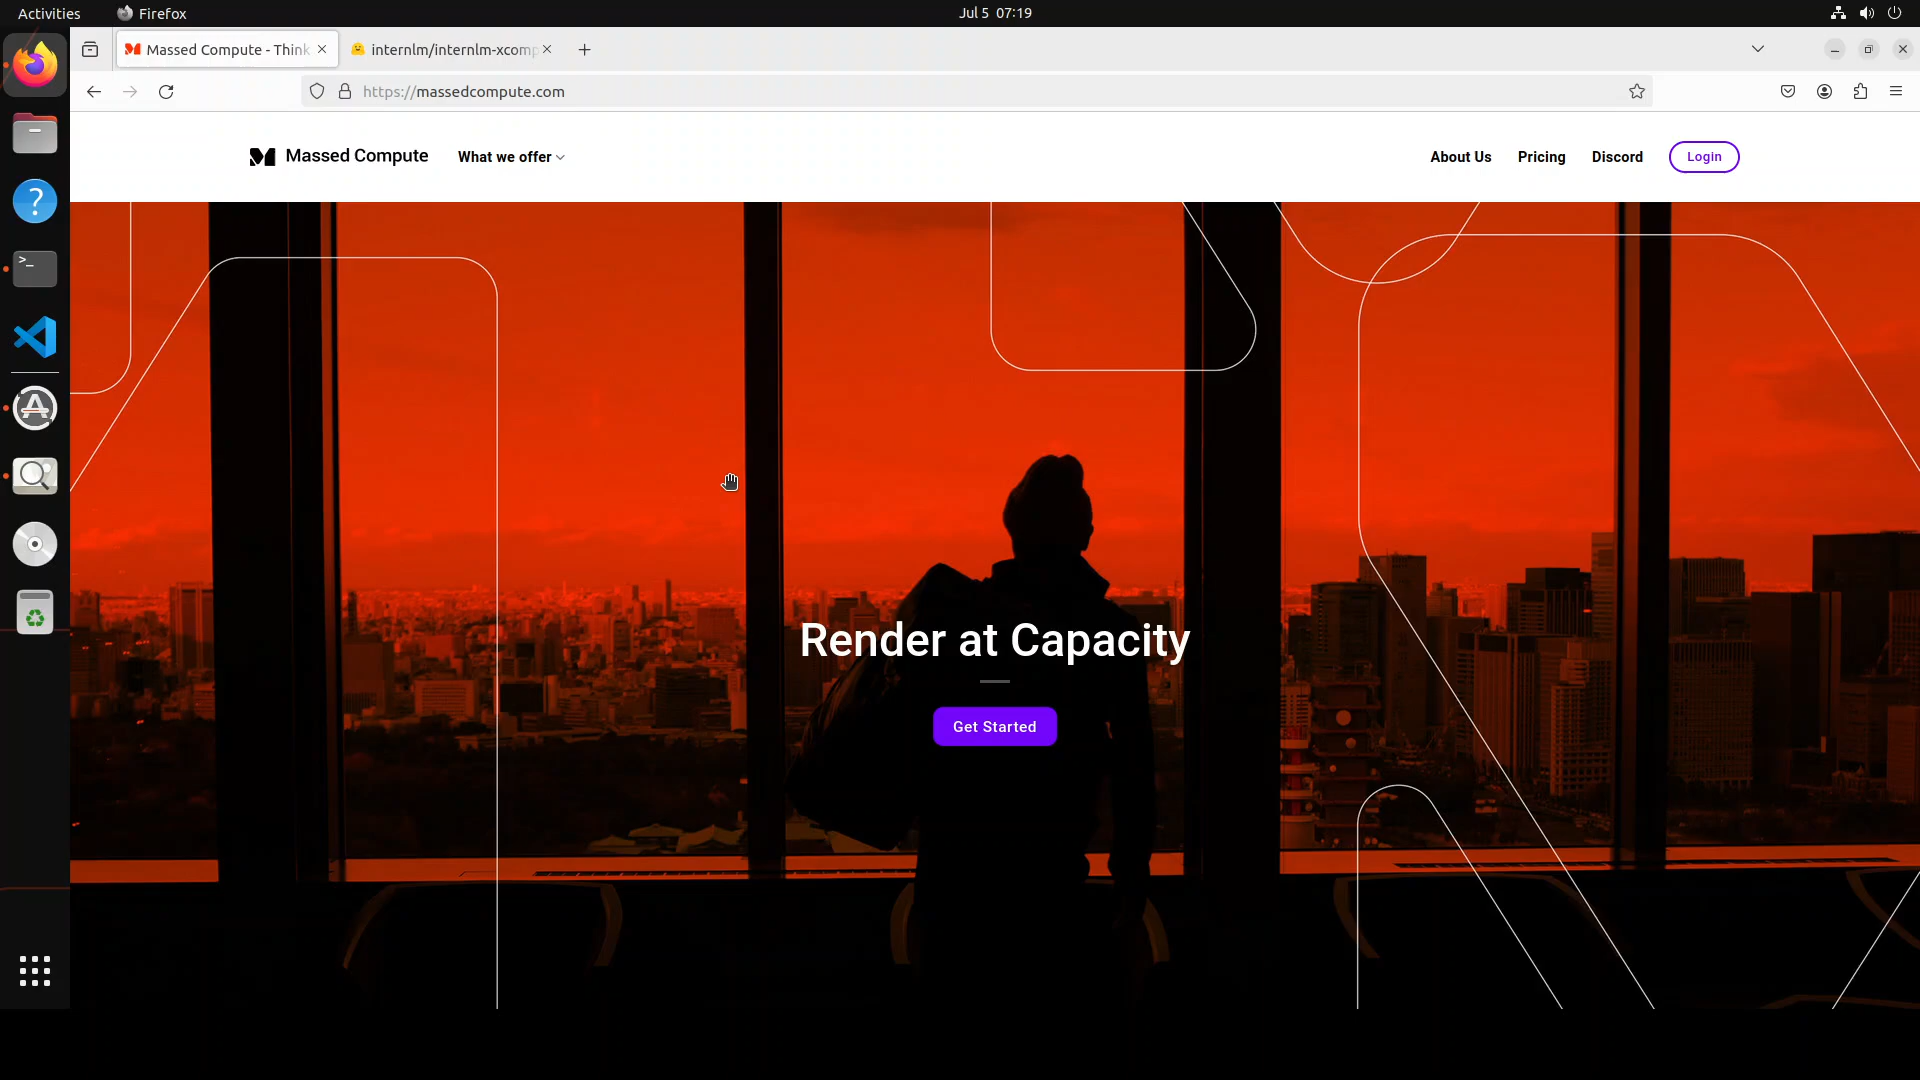 Activities
Firefox
Jul 5 07:19
Massed Compute - Think
internlm/internlm-xcomp
https://massedcompute.com
Massed Compute
What we offer
About Us
Pricing
Discord
Login
Render at Capacity
Get Started